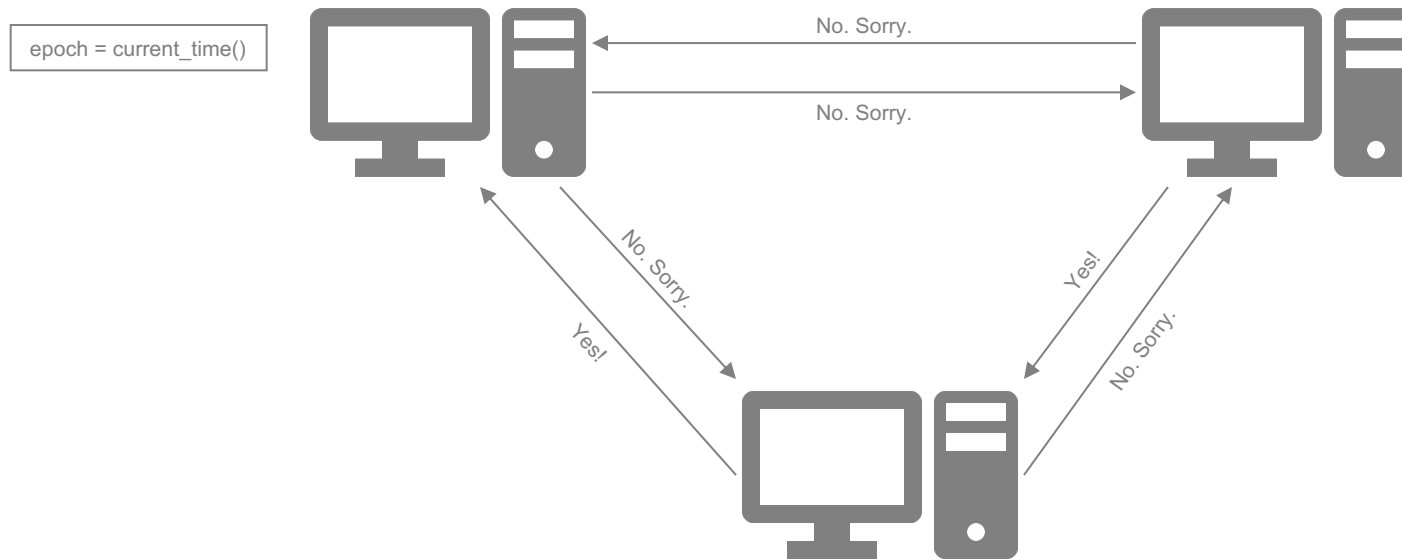 No. Sorry.
epoch = current_time()
No. Sorry.
No. Sorry.
Yes!
Yes!
No. Sorry.